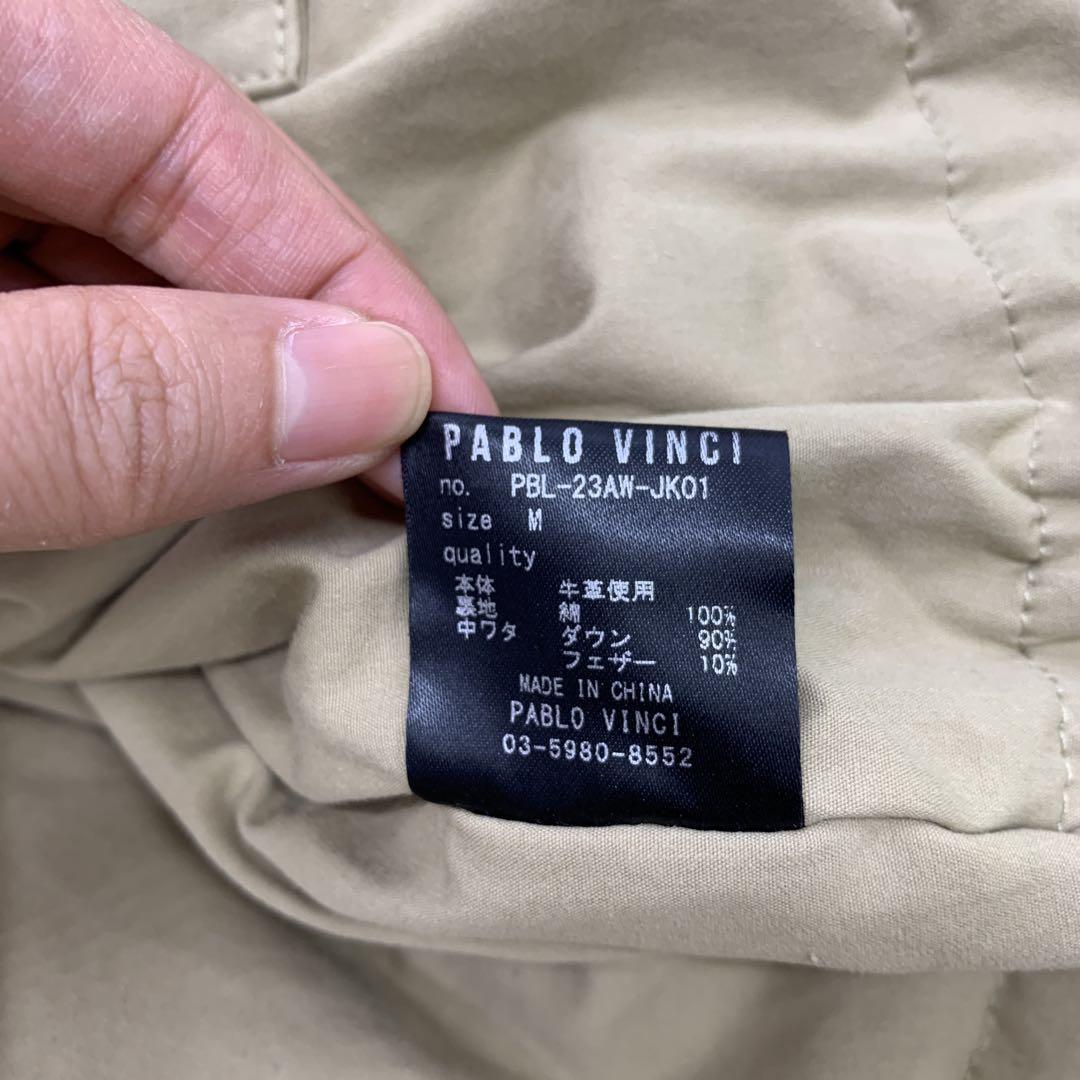 PABLO VINCI
no. PBL-23AW-JK01
size M
quality
本体 牛革使用
裏地 綿 100%
中ワタ ダウン 90%
フェザー 10%
MADE IN CHINA
PABLO VINCI
03-5980-8552